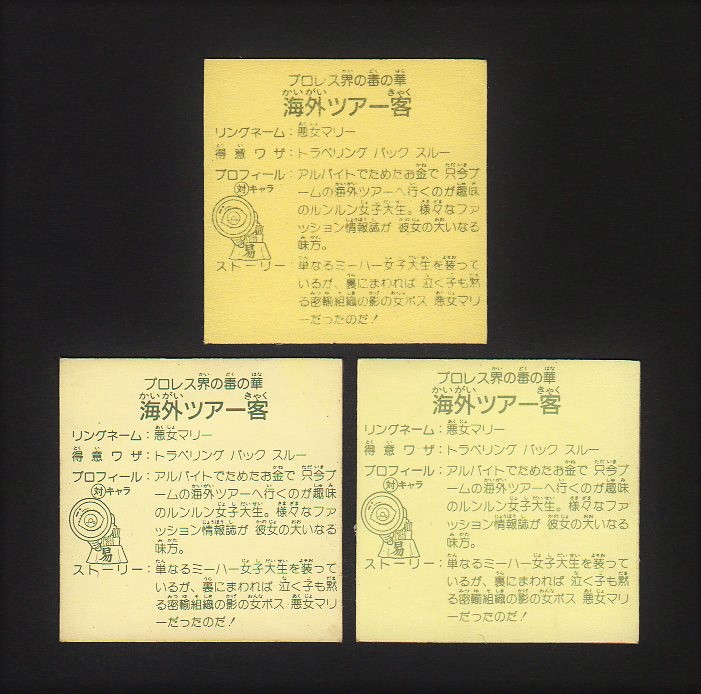 プロレス界の毒の華
海外ツアー客
リングネーム：悪女マリー
得意ワザ：トラベリング バック スルー
プロフィール：アルバイトでためたお金で 只今ブ
ームの海外ツアーへ行くのが趣味
のルンルン女子大生。様々なファ
ッション情報誌が 彼女の大いなる
味方。
対キャラ
易
ストーリー：単なるミーハー女子大生を装って
いるが、裏にまわれば 泣く子も黙
る密輸組織の影の女ボス 悪女マリ
ーだったのだ！
プロレス界の毒の華
海外ツアー客
リングネーム：悪女マリー
得意ワザ：トラベリング バック スルー
プロフィール：アルバイトでためたお金で 只今ブ
ームの海外ツアーへ行くのが趣味
のルンルン女子大生。様々なファ
ッション情報誌が 彼女の大いなる
味方。
対キャラ
易
ストーリー：単なるミーハー女子大生を装って
いるが、裏にまわれば 泣く子も黙
る密輸組織の影の女ボス 悪女マリ
ーだったのだ！
プロレス界の毒の華
海外ツアー客
リングネーム：悪女マリー
得意ワザ：トラベリング バック スルー
プロフィール：アルバイトでためたお金で 只今ブ
ームの海外ツアーへ行くのが趣味
のルンルン女子大生。様々なファ
ッション情報誌が 彼女の大いなる
味方。
対キャラ
易
ストーリー：単なるミーハー女子大生を装って
いるが、裏にまわれば 泣く子も黙
る密輸組織の影の女ボス 悪女マリ
ーだったのだ！